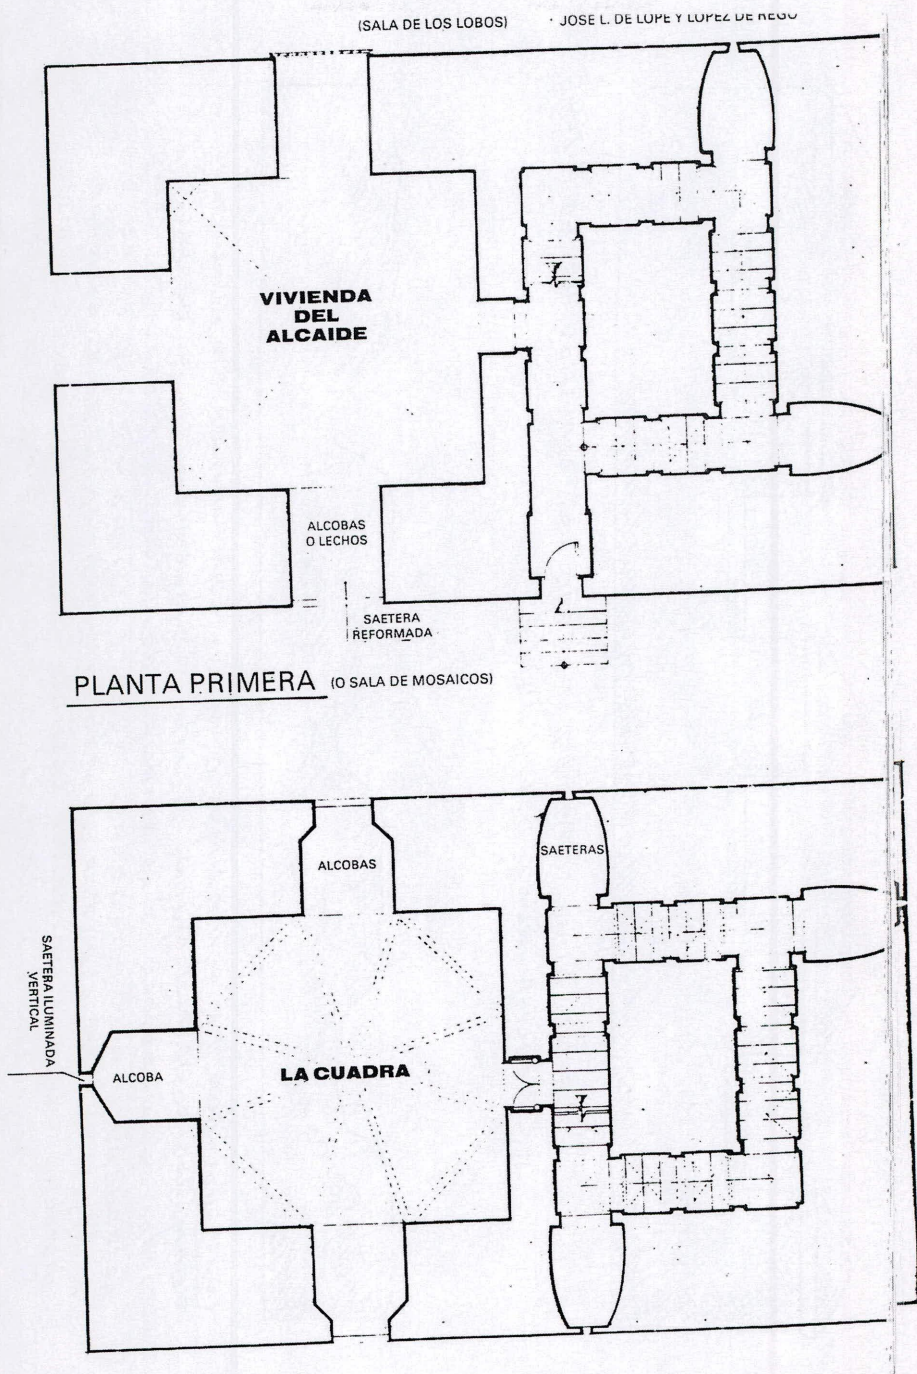 (SALA DE LOS LOBOS) JOSE L. DE LOPE Y LOPEZ DE REGO
VIVIENDA
DEL
ALCAIDE
ALCOBAS
O LECHOS
SAETERA
REFORMADA
PLANTA PRIMERA (O SALA DE MOSAICOS)
ALCOBAS
SAETERAS
SAETERA ILUMINADA
VERTICAL
ALCOBA
LA CUADRA